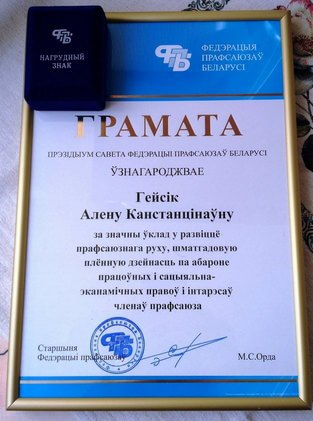 НАГРУДНЫЙ
ЗНАК
ФЕДЭРАЦЫЯ
ПРАФСАЮЗАЎ
БЕЛАРУСІ
ГРАМАТА
ПРЭЗІДЫУМ САВЕТА ФЕДЭРАЦЫІ ПРАФСАЮЗАЎ БЕЛАРУСІ
ЎЗНАГАРОДЖВАЕ
Гейсік
Алену Канстанцінаўну
за значны ўклад у развіццё
прафсаюзнага руху, шматгадовую
плённую дзейнасць па абароне
працоўных і сацыяльна-
эканамічных правоў і інтарэсаў
членаў прафсаюза
Старшыня
Федэрацыі прафсаюзаў
М.С.Орда